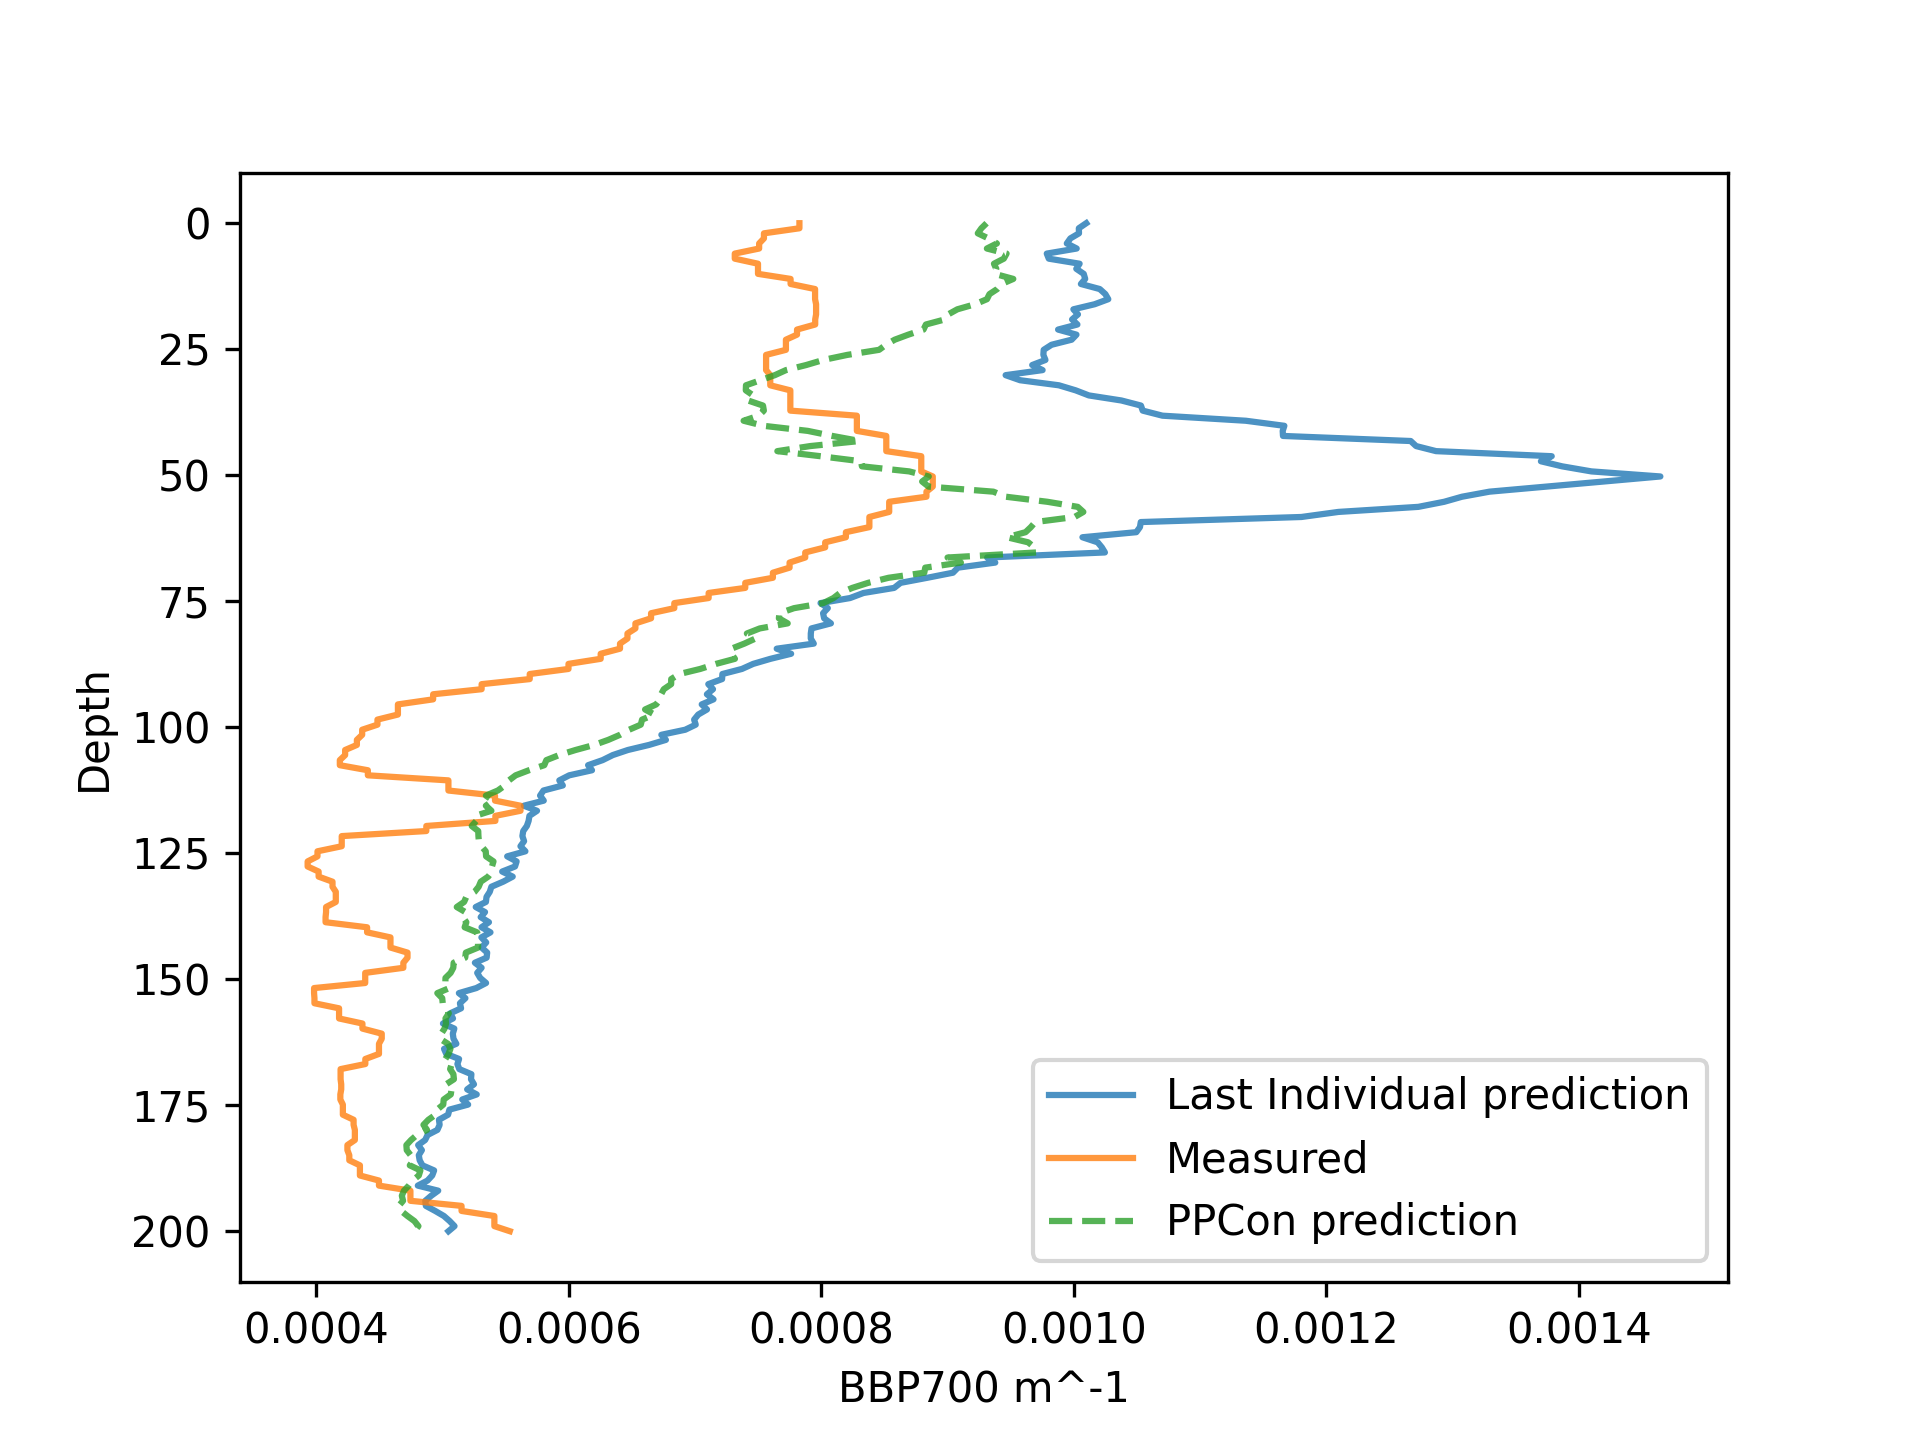 0
25
50
75
100
125
150
175
200
Depth
0.0004 0.0006 0.0008 0.0010 0.0012 0.0014
BBP700 m^-1
Last Individual prediction
Measured
PPCon prediction